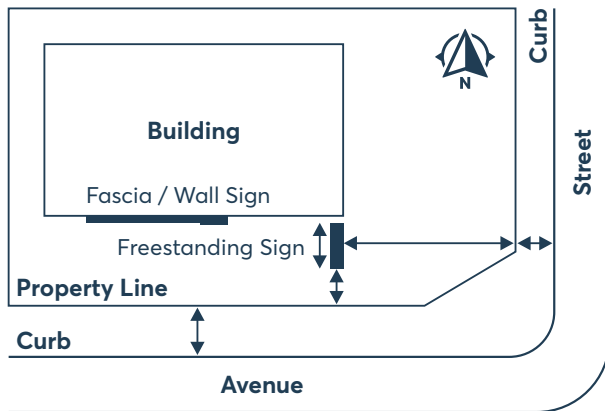 Curb
N
Building
Street
Fascia / Wall Sign
Freestanding Sign
Property Line
Curb
Avenue